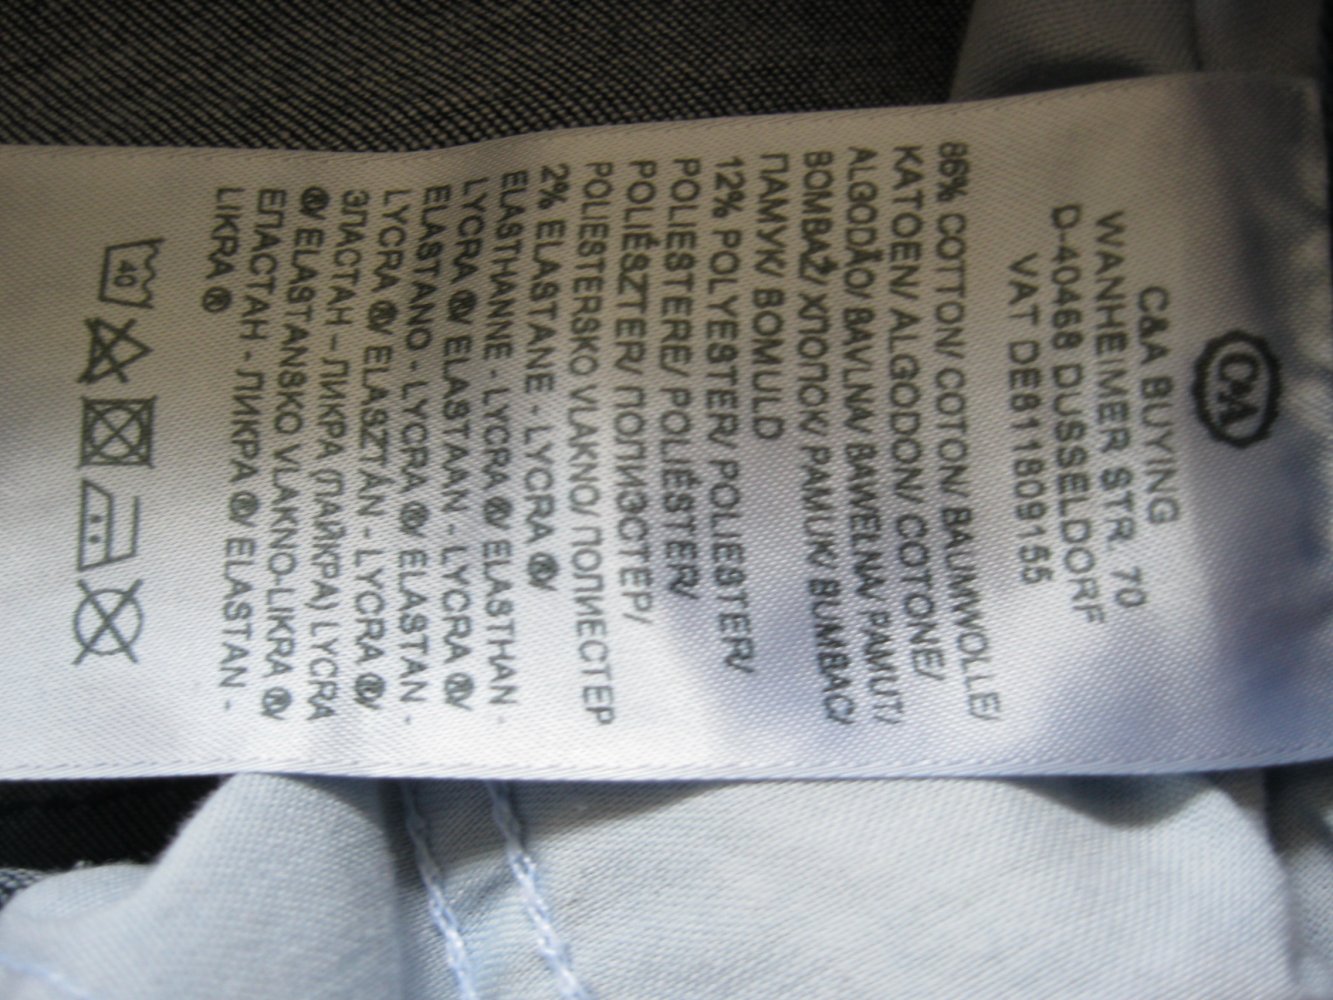 C&A
C&A BUYING
WANHEIMER STR. 70
D-40468 DUSSELDORF
VAT DE811809155
86% COTTON/ COTON/ BAUMWOLLE/
KATOEN/ ALGODON/ COTONE/
ALGODÃO/ BAVLNA/ BAWEŁNA/ PAMUT/
BOMBAŽ/ ХЛОПОК/ PAMUK/ BUMBAC/
ПАМУК/ BOMULD
12% POLYESTER/ POLIESTER/
POLIESTERE/ POLIÉSTER/
POLIÉSZTER/ ПОЛИЭСТЕР/
POLIESTERSKO VLAKNO/ ПОЛИЕСТЕР
2% ELASTANE - LYCRA ®/
ELASTHANNE - LYCRA ®/ ELASTHAN -
LYCRA ®/ ELASTAAN - LYCRA ®/
ELASTANO - LYCRA ®/ ELASTAN -
LYCRA ®/ ELASZTÁN - LYCRA ®/
ЭЛАСТАН – ЛИКРА (ЛАЙКРА) LYCRA
®/ ELASTANSKO VLAKNO-LIKRA ®/
ЕЛАСТАН - ЛИКРА ®/ ELASTAN -
LIKRA ®
40